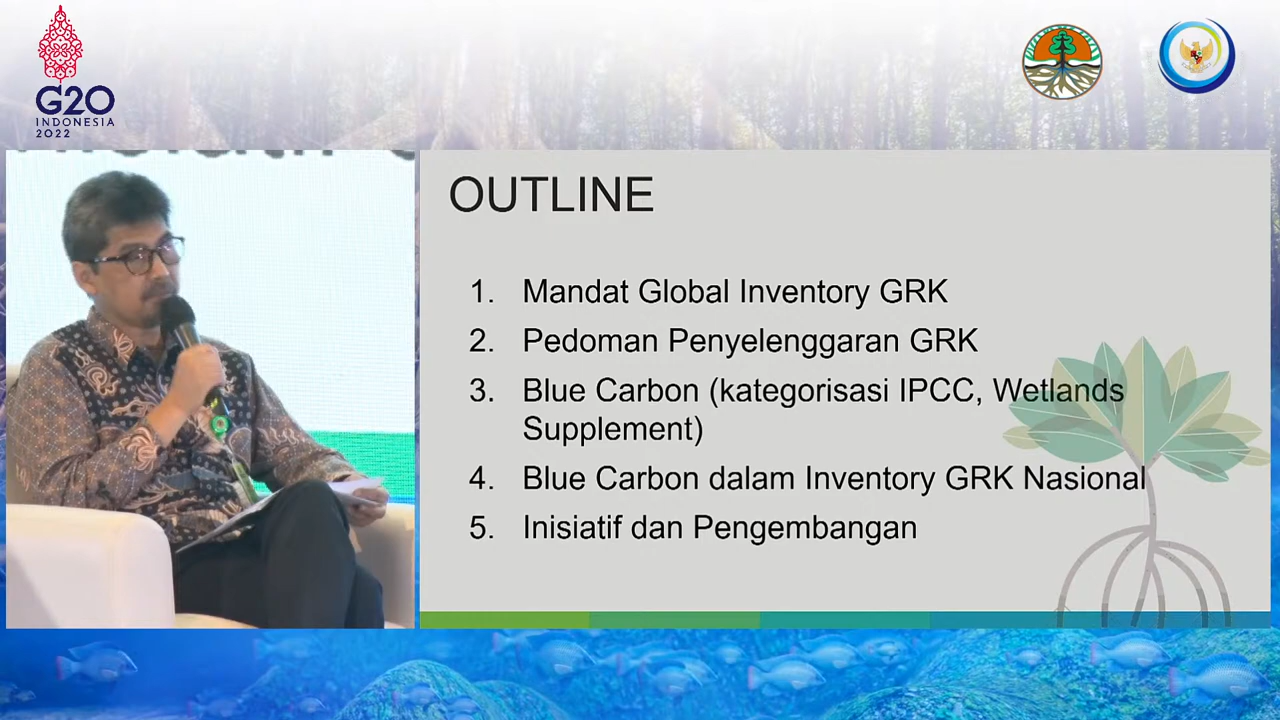 G20
INDONESIA
2022
OUTLINE
1. Mandat Global Inventory GRK
2. Pedoman Penyelenggaran GRK
3. Blue Carbon (kategorisasi IPCC, Wetlands
Supplement)
4. Blue Carbon dalam Inventory GRK Nasional
5. Inisiatif dan Pengembangan